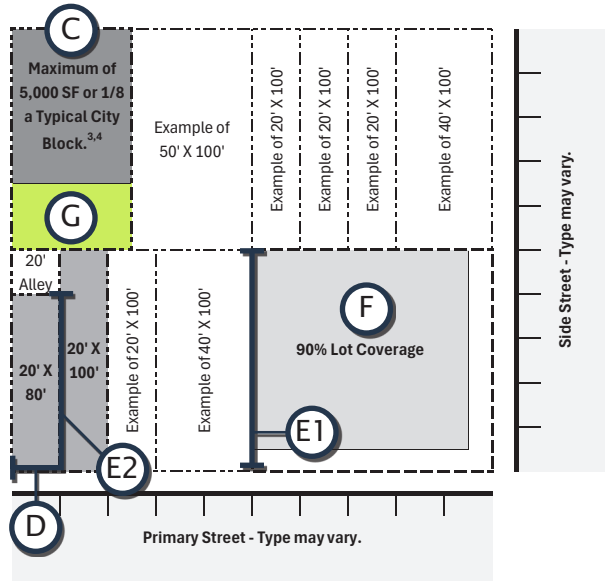 C
Maximum of
5,000 SF or 1/8
a Typical City
Block.3,4
Example of
50' X 100'
Example of 20' X 100'
Example of 20' X 100'
Example of 20' X 100'
Example of 40' X 100'
G
20'
Alley
20' X
80'
20' X
100'
Example of 20' X 100'
Example of 40' X 100'
F
90% Lot Coverage
E1
E2
D
Side Street - Type may vary.
Primary Street - Type may vary.